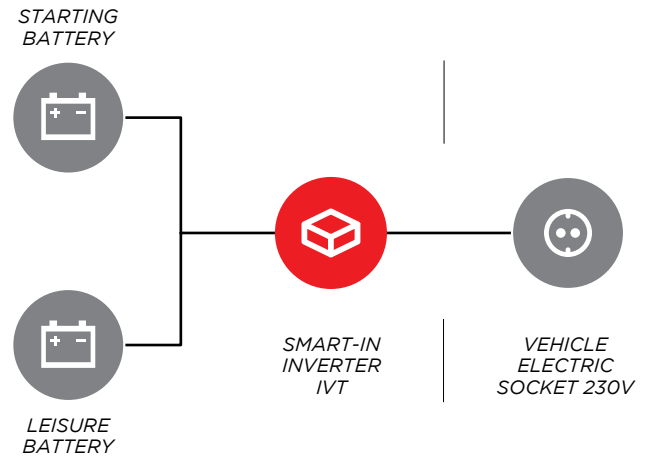 STARTING
BATTERY
SMART-IN
INVERTER
IVT
VEHICLE
ELECTRIC
SOCKET 230V
LEISURE
BATTERY